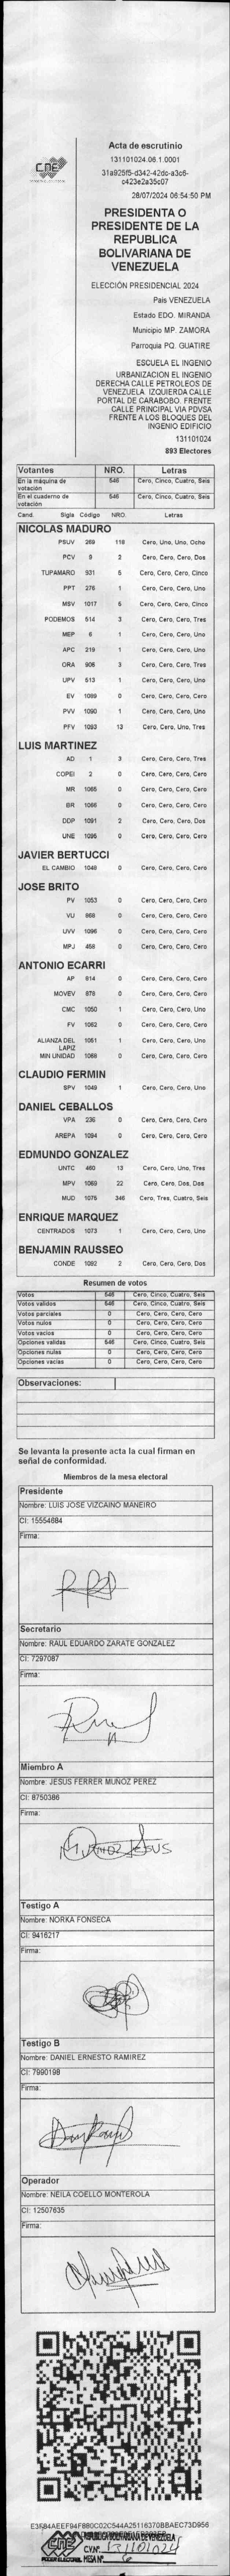 CNE
PODER ELECTORAL
Acta de escrutinio
131101024.06.1.0001
31a925f5-d342-42dc-a3c6-
c423e2a35c07
28/07/2024 06:54:50 PM
PRESIDENTA O
PRESIDENTE DE LA
REPUBLICA
BOLIVARIANA DE
VENEZUELA
ELECCIÓN PRESIDENCIAL 2024
País VENEZUELA
Estado EDO. MIRANDA
Municipio MP. ZAMORA
Parroquia PQ. GUATIRE
ESCUELA EL INGENIO
URBANIZACION EL INGENIO
DERECHA CALLE PETROLEOS DE
VENEZUELA IZQUIERDA CALLE
PORTAL DE CARABOBO. FRENTE
CALLE PRINCIPAL VIA PDVSA
FRENTE A LOS BLOQUES DEL
INGENIO EDIFICIO
131101024
893 Electores
Votantes NRO. Letras
En la máquina de votación 546 Cero, Cinco, Cuatro, Seis
En el cuaderno de votación 546 Cero, Cinco, Cuatro, Seis
Cand. Sigla Código NRO. Letras
NICOLAS MADURO
PSUV 269 118 Cero, Uno, Uno, Ocho
PCV 9 2 Cero, Cero, Cero, Dos
TUPAMARO 931 5 Cero, Cero, Cero, Cinco
PPT 276 1 Cero, Cero, Cero, Uno
MSV 1017 5 Cero, Cero, Cero, Cinco
PODEMOS 514 3 Cero, Cero, Cero, Tres
MEP 6 1 Cero, Cero, Cero, Uno
APC 219 1 Cero, Cero, Cero, Uno
ORA 906 3 Cero, Cero, Cero, Tres
UPV 513 1 Cero, Cero, Cero, Uno
EV 1089 0 Cero, Cero, Cero, Cero
PVV 1090 1 Cero, Cero, Cero, Uno
PFV 1093 13 Cero, Cero, Uno, Tres
LUIS MARTINEZ
AD 1 3 Cero, Cero, Cero, Tres
COPEI 2 0 Cero, Cero, Cero, Cero
MR 1065 0 Cero, Cero, Cero, Cero
BR 1086 0 Cero, Cero, Cero, Cero
DDP 1091 2 Cero, Cero, Cero, Dos
UNE 1095 0 Cero, Cero, Cero, Cero
JAVIER BERTUCCI
EL CAMBIO 1048 0 Cero, Cero, Cero, Cero
JOSE BRITO
PV 1053 0 Cero, Cero, Cero, Cero
VU 868 0 Cero, Cero, Cero, Cero
UVV 1096 0 Cero, Cero, Cero, Cero
MPJ 458 0 Cero, Cero, Cero, Cero
ANTONIO ECARRI
AP 614 0 Cero, Cero, Cero, Cero
MOVEV 878 0 Cero, Cero, Cero, Cero
CMC 1050 1 Cero, Cero, Cero, Uno
FV 1082 0 Cero, Cero, Cero, Cero
ALIANZA DEL LAPIZ 1051 1 Cero, Cero, Cero, Uno
MIN UNIDAD 1068 0 Cero, Cero, Cero, Cero
CLAUDIO FERMIN
SPV 1049 1 Cero, Cero, Cero, Uno
DANIEL CEBALLOS
VPA 236 0 Cero, Cero, Cero, Cero
AREPA 1094 0 Cero, Cero, Cero, Cero
EDMUNDO GONZALEZ
UNTC 460 13 Cero, Cero, Uno, Tres
MPV 1069 22 Cero, Cero, Dos, Dos
MUD 1075 346 Cero, Tres, Cuatro, Seis
ENRIQUE MARQUEZ
CENTRADOS 1073 1 Cero, Cero, Cero, Uno
BENJAMIN RAUSSEO
CONDE 1092 2 Cero, Cero, Cero, Dos
Resumen de votos
Votos 546 Cero, Cinco, Cuatro, Seis
Votos validos 546 Cero, Cinco, Cuatro, Seis
Votos parciales 0 Cero, Cero, Cero, Cero
Votos nulos 0 Cero, Cero, Cero, Cero
Votos vacios 0 Cero, Cero, Cero, Cero
Opciones validas 546 Cero, Cinco, Cuatro, Seis
Opciones nulas 0 Cero, Cero, Cero, Cero
Opciones vacias 0 Cero, Cero, Cero, Cero
Observaciones:
Se levanta la presente acta la cual firman en
señal de conformidad.
Miembros de la mesa electoral
Presidente
Nombre: LUIS JOSE VIZCAINO MANEIRO
CI: 15554684
Firma:
Secretario
Nombre: RAUL EDUARDO ZARATE GONZALEZ
CI: 7297087
Firma:
Miembro A
Nombre: JESUS FERRER MUÑOZ PEREZ
CI: 8750386
Firma:
MUÑOZ JESUS
Testigo A
Nombre: NORKA FONSECA
CI: 9416217
Firma:
Testigo B
Nombre: DANIEL ERNESTO RAMIREZ
CI: 7990198
Firma:
Operador
Nombre: NEILA COELLO MONTEROLA
CI: 12507635
Firma:
E3F84AEEF94F880C02C544A25116370BBAEC73D956
CNE REPUBLICA BOLIVARIANA DE VENEZUELA
C.V.Nº 131101024
PODER ELECTORAL MESA Nº 6